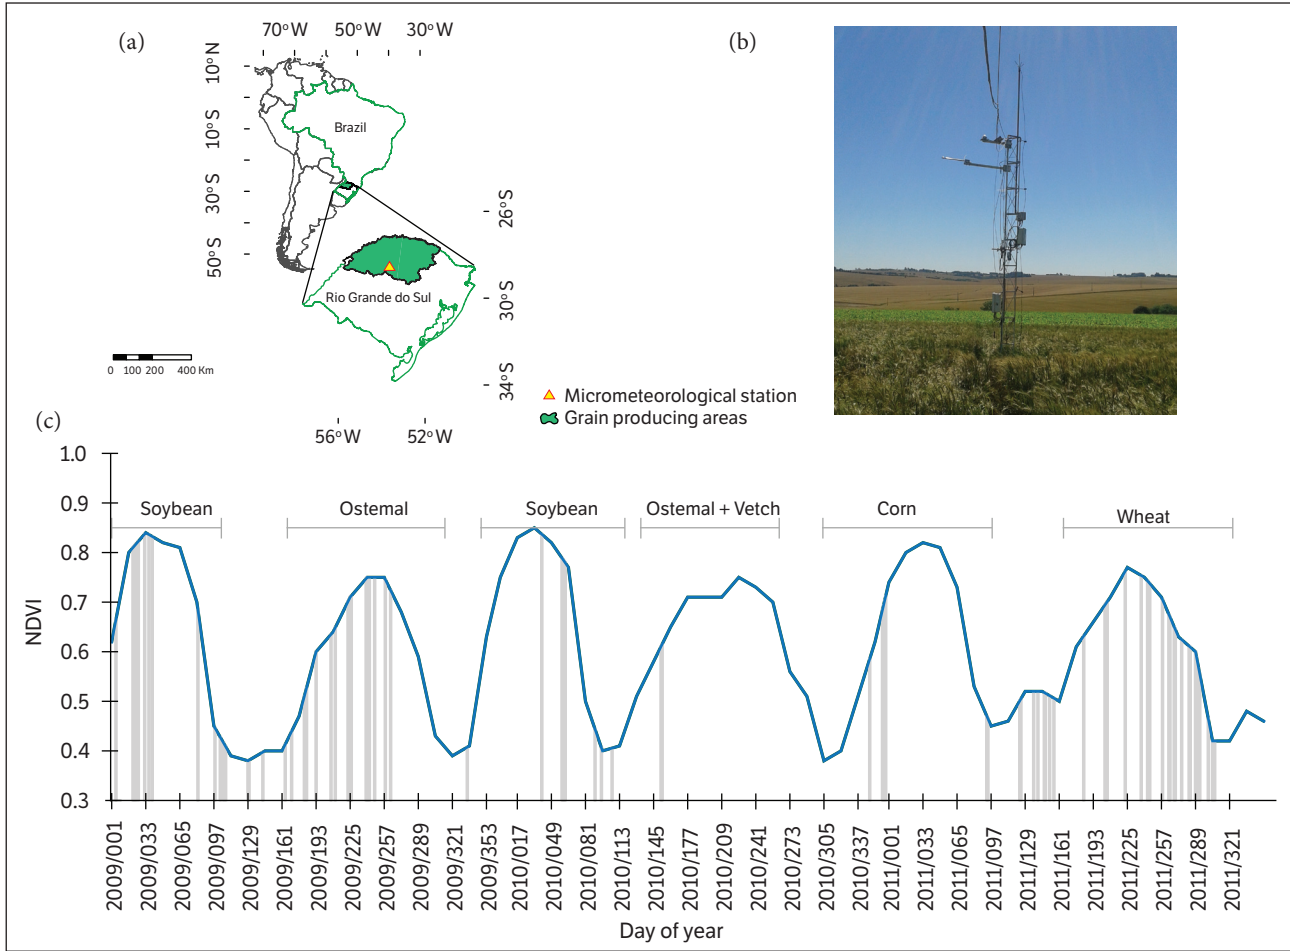 (a)
70°W 50°W 30°W
10°N
10°S
30°S
50°S
Brazil
26°S
30°S
34°S
Rio Grande do Sul
0 100 200 400 Km
56°W 52°W
Micrometeorological station
Grain producing areas
(b)
(c)
1.0
0.9
0.8
0.7
0.6
0.5
0.4
0.3
NDVI
Soybean
Ostemal
Soybean
Ostemal + Vetch
Corn
Wheat
2009/001
2009/033
2009/065
2009/097
2009/129
2009/161
2009/193
2009/225
2009/257
2009/289
2009/321
2009/353
2010/017
2010/049
2010/081
2010/113
2010/145
2010/177
2010/209
2010/241
2010/273
2010/305
2010/337
2011/001
2011/033
2011/065
2011/097
2011/129
2011/161
2011/193
2011/225
2011/257
2011/289
2011/321
Day of year